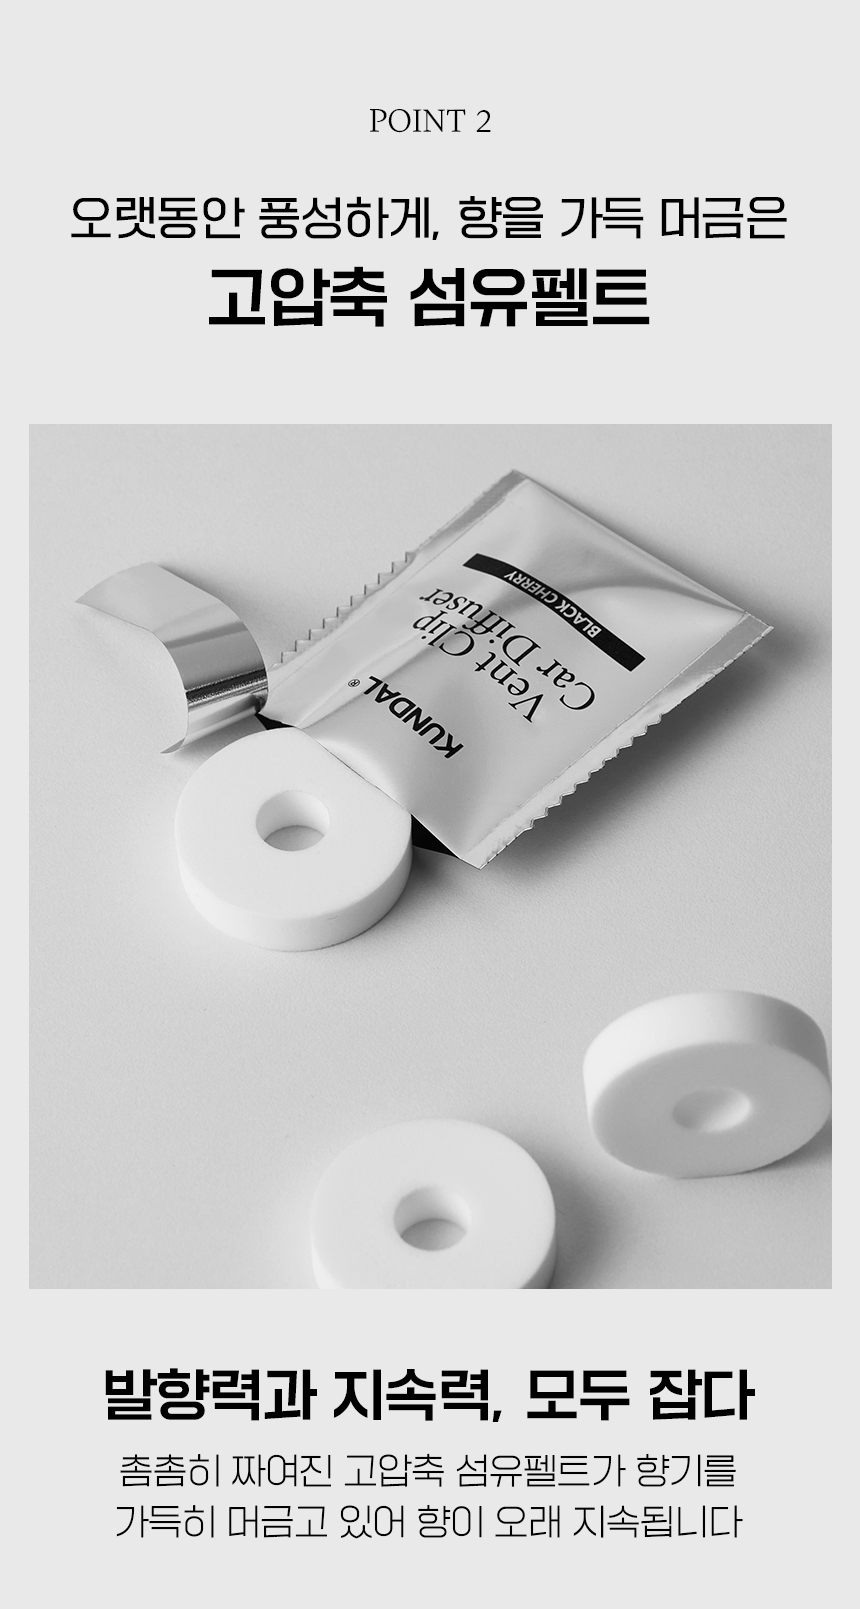 POINT 2
오랫동안 풍성하게, 향을 가득 머금은
고압축 섬유펠트
KUNDAL®
Vent Clip
Car Diffuser
BLACK CHERRY
발향력과 지속력, 모두 잡다
촘촘히 짜여진 고압축 섬유펠트가 향기를
가득히 머금고 있어 향이 오래 지속됩니다